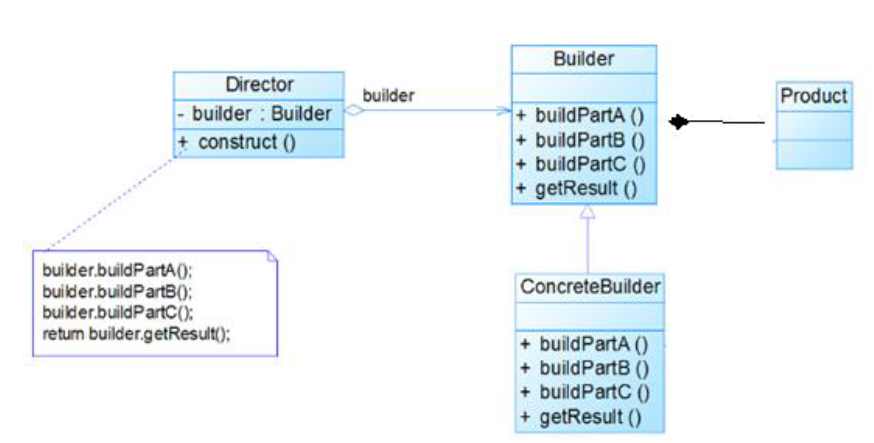 Director
- builder : Builder
+ construct ()
builder
Builder
+ buildPartA ()
+ buildPartB ()
+ buildPartC ()
+ getResult ()
Product
builder.buildPartA();
builder.buildPartB();
builder.buildPartC();
return builder.getResult();
ConcreteBuilder
+ buildPartA ()
+ buildPartB ()
+ buildPartC ()
+ getResult ()